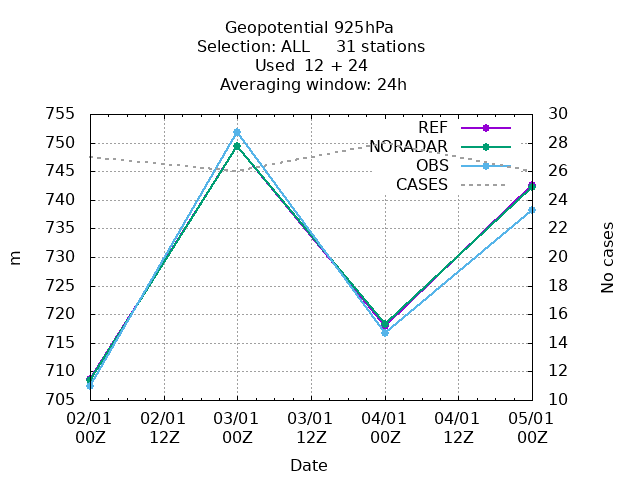 Geopotential 925hPa
Selection: ALL     31 stations
Used  12 + 24
Averaging window: 24h
755 30
REF
750 28
NORADAR
745 26
OBS
740 24
CASES
735 22
730 20
725 18
720 16
715 14
710 12
705 10
m
No cases
02/01 02/01 03/01 03/01 04/01 04/01 05/01
00Z 12Z 00Z 12Z 00Z 12Z 00Z
Date